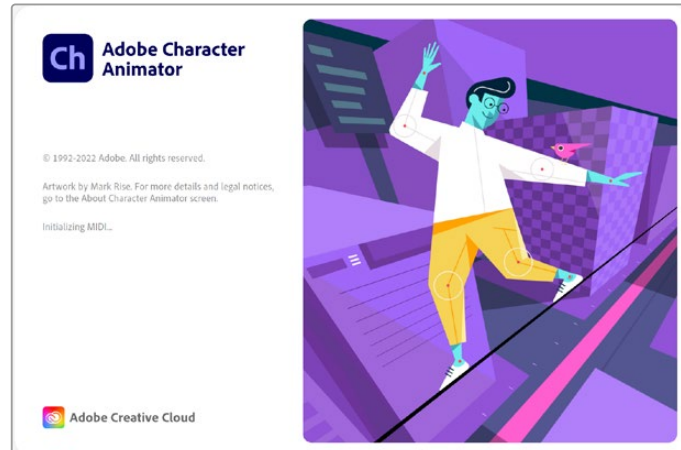 Ch
Adobe Character
Animator
© 1992-2022 Adobe. All rights reserved.
Artwork by Mark Rise. For more details and legal notices,
go to the About Character Animator screen.
Initializing MIDI...
Adobe Creative Cloud